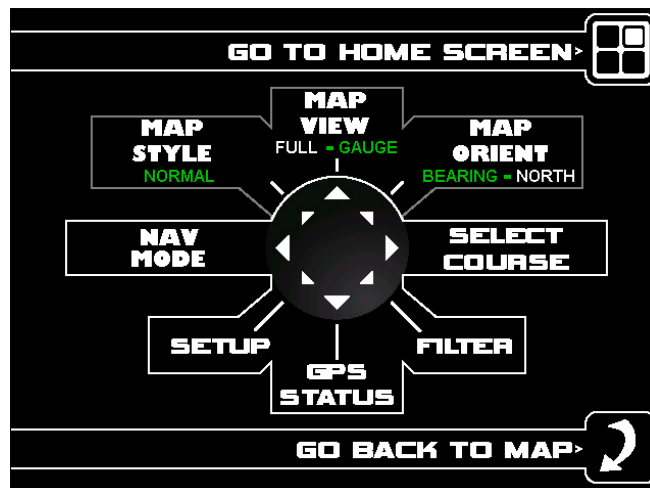 GO TO HOME SCREEN>
MAP
VIEW
FULL - GAUGE
MAP
STYLE
NORMAL
MAP
ORIENT
BEARING - NORTH
NAV
MODE
SELECT
COURSE
SETUP
FILTER
GPS
STATUS
GO BACK TO MAP>